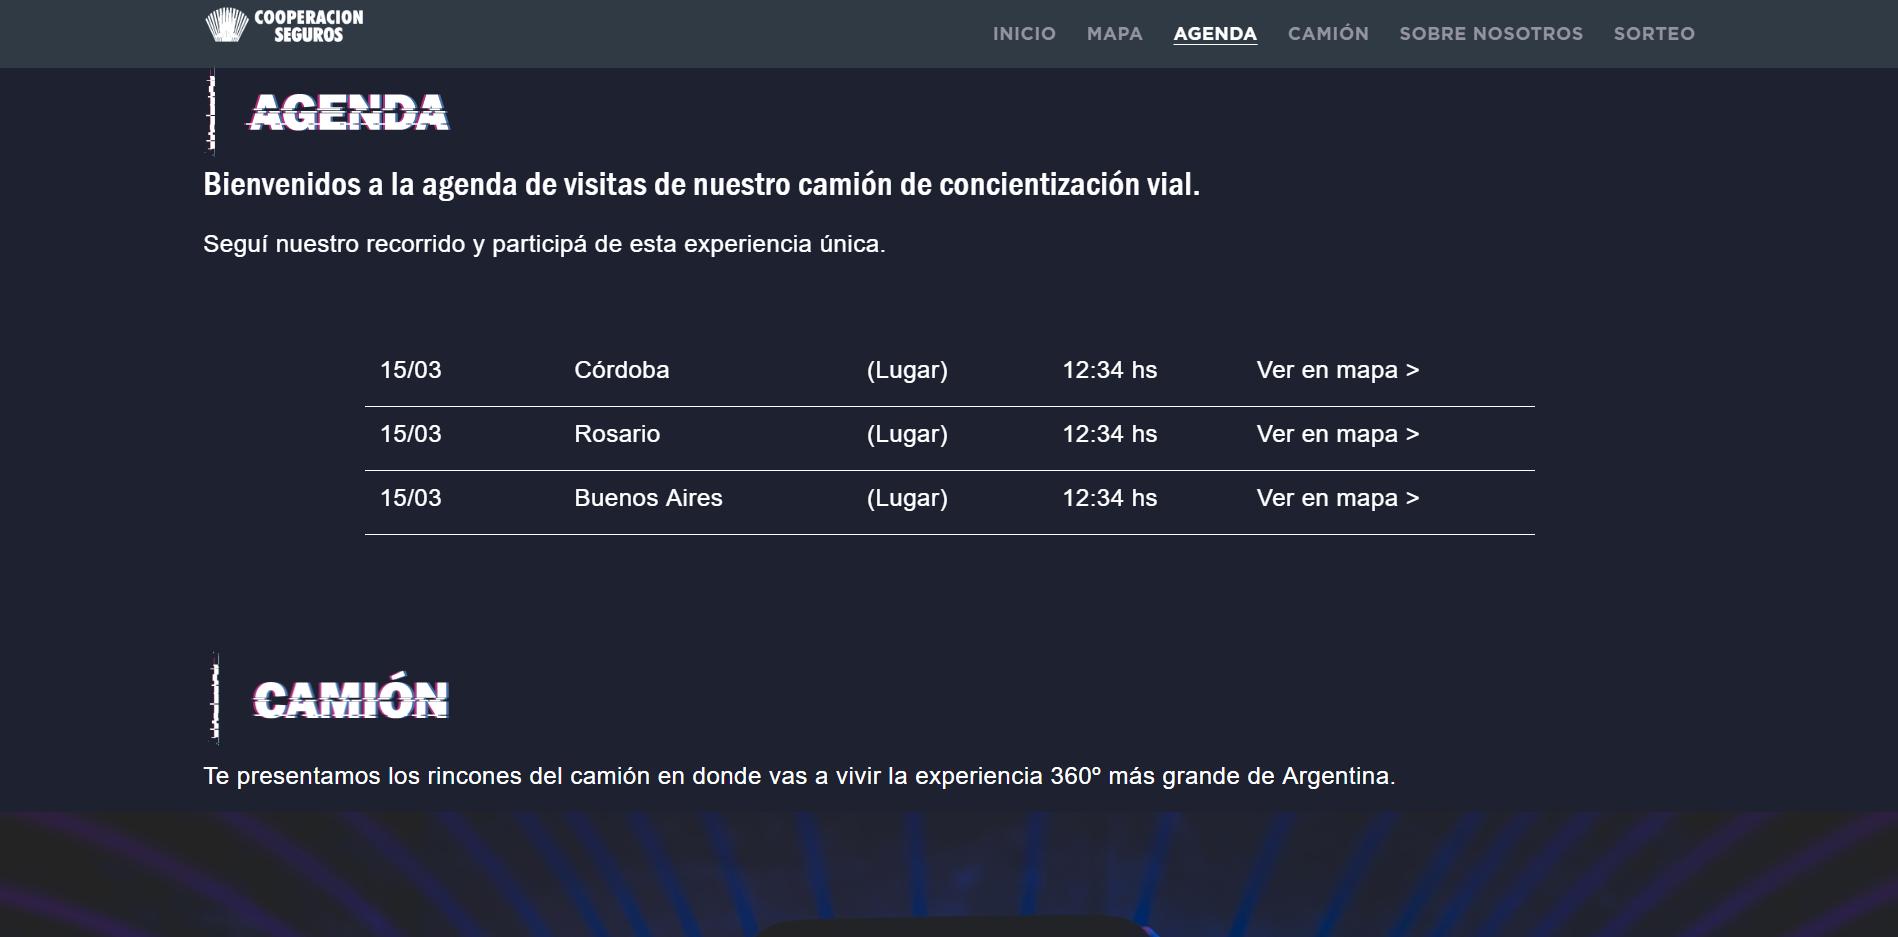 COOPERACION
SEGUROS
INICIO MAPA AGENDA CAMIÓN SOBRE NOSOTROS SORTEO
AGENDA
Bienvenidos a la agenda de visitas de nuestro camión de concientización vial.
Seguí nuestro recorrido y participá de esta experiencia única.
15/03 Córdoba (Lugar) 12:34 hs Ver en mapa >
15/03 Rosario (Lugar) 12:34 hs Ver en mapa >
15/03 Buenos Aires (Lugar) 12:34 hs Ver en mapa >
CAMIÓN
Te presentamos los rincones del camión en donde vas a vivir la experiencia 360º más grande de Argentina.